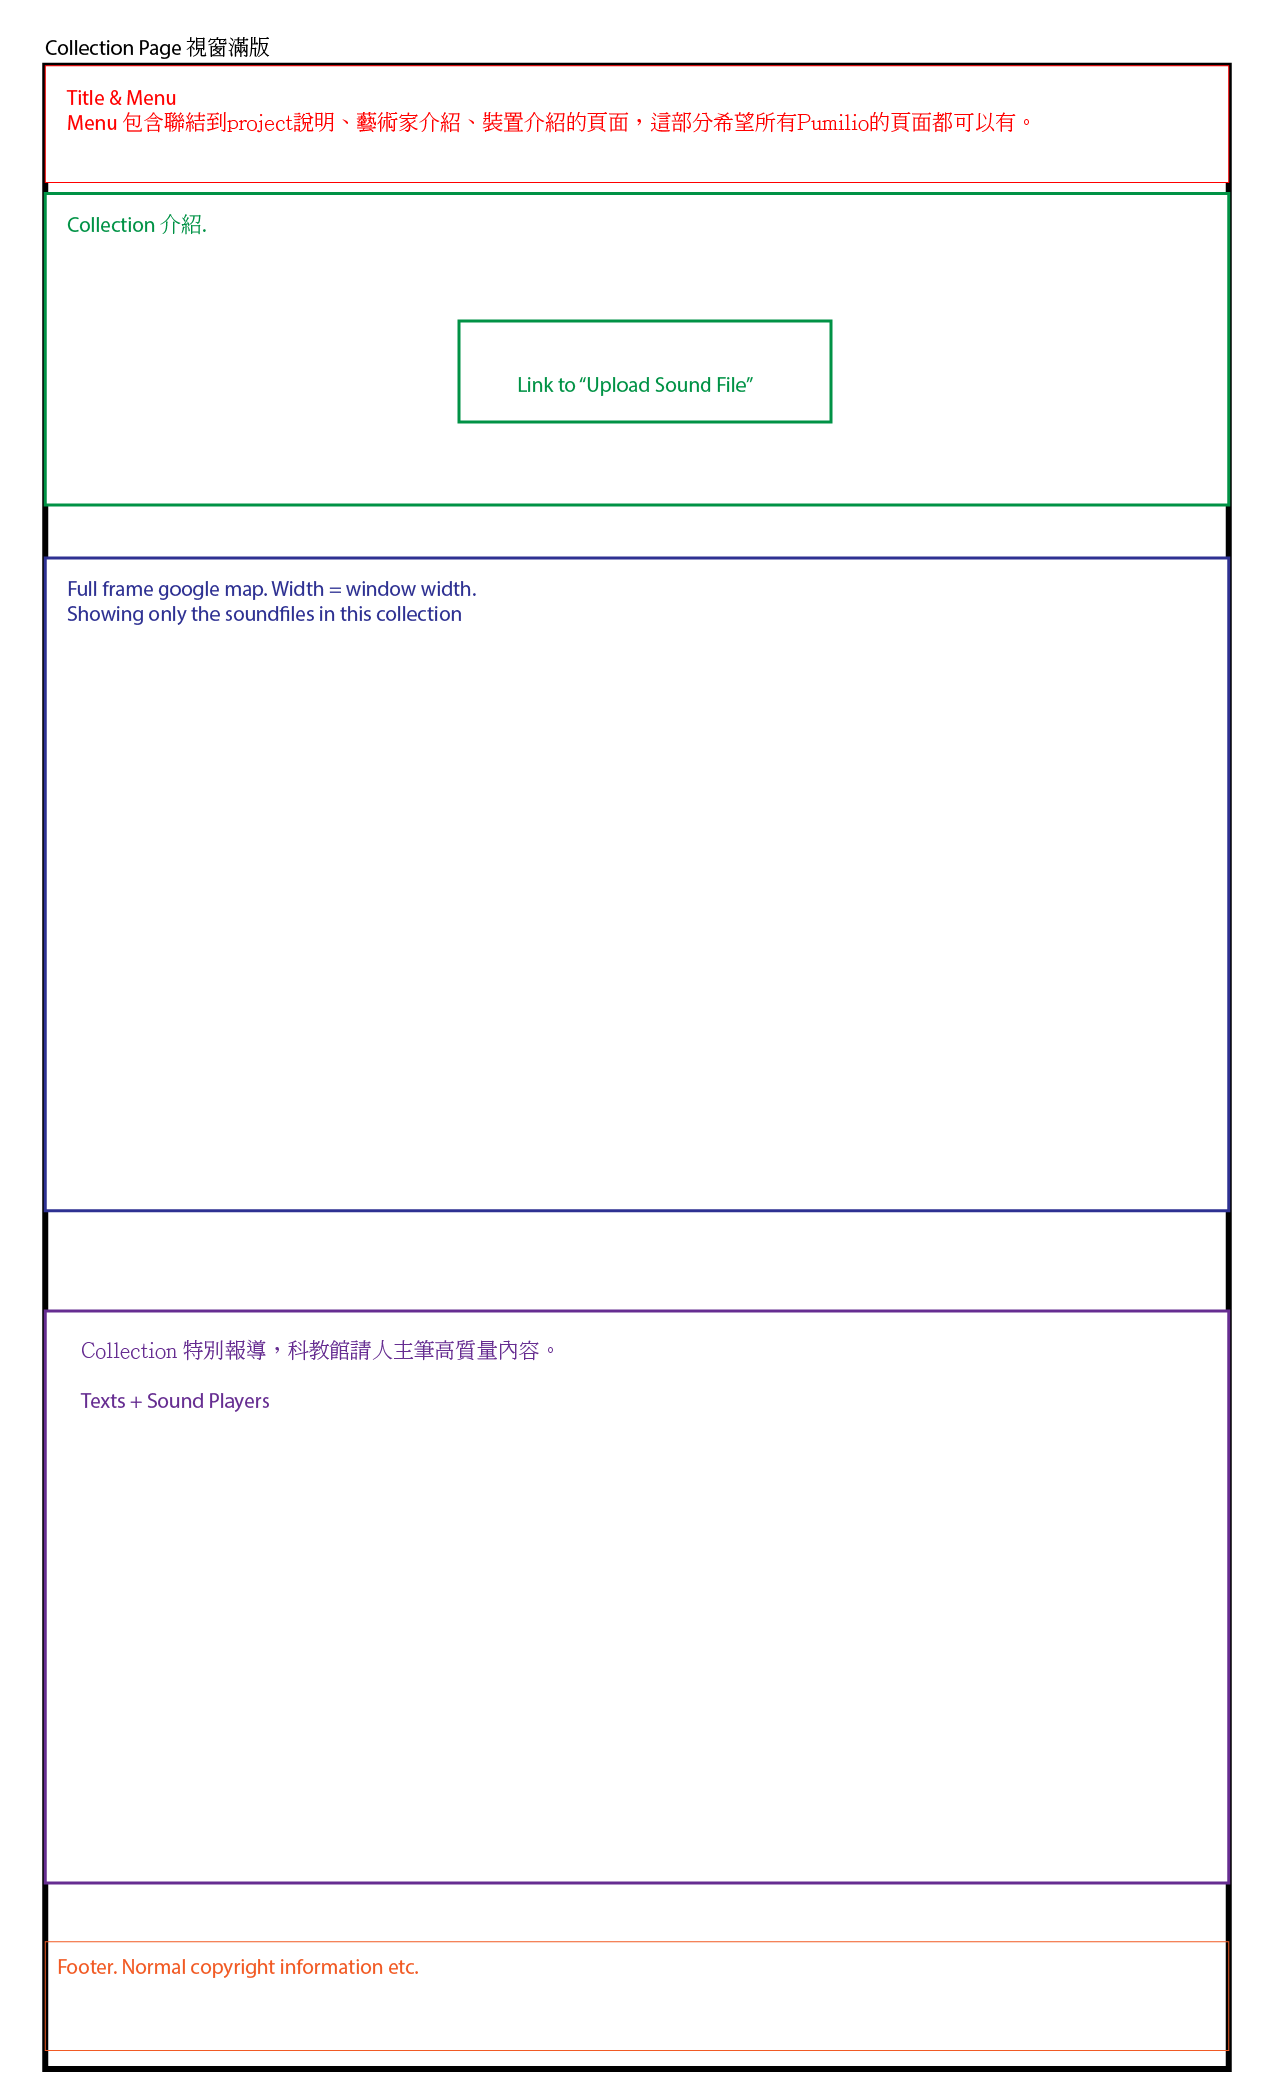 Collection Page 視窗滿版
Title & Menu
Menu 包含聯結到project說明、藝術家介紹、裝置介紹的頁面，這部分希望所有Pumilio的頁面都可以有。
Collection 介紹.
Link to “Upload Sound File”
Full frame google map. Width = window width.
Showing only the soundfiles in this collection
Collection 特別報導，科教館請人主筆高質量內容。
Texts + Sound Players
Footer. Normal copyright information etc.